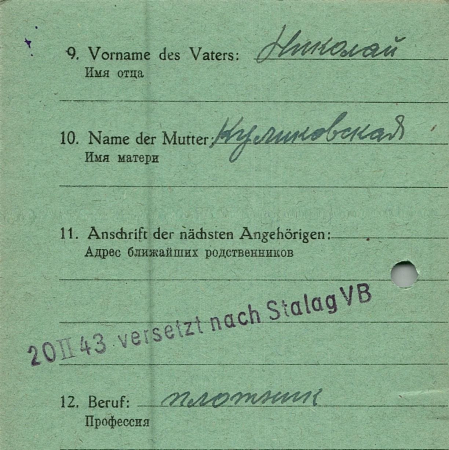 9. Vorname des Vaters: Николай
Имя отца
10. Name der Mutter: Куликовская
Имя матери
11. Anschrift der nächsten Angehörigen:
Адрес ближайших родственников
20 II 43 versetzt nach Stalag VB
12. Beruf: плотник
Профессия